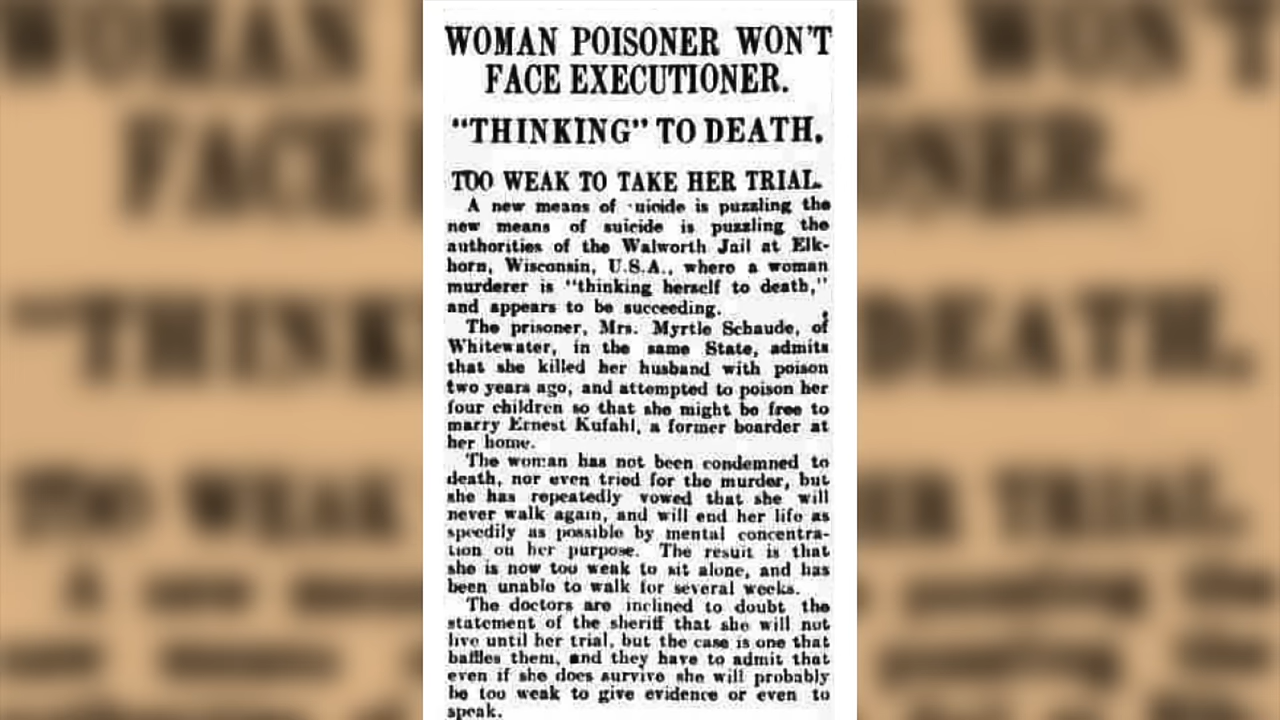 WOMAN POISONER WON'T
FACE EXECUTIONER.
"THINKING" TO DEATH.
TOO WEAK TO TAKE HER TRIAL.
A new means of uicide is puzzling the
new means of suicide is puzzling the
authorities of the Walworth Jail at Elk-
horn, Wisconsin, U.S.A., where a woman
murderer is "thinking herself to death,"
and appears to be succeeding.
The prisoner, Mrs. Myrtle Schaude, of
Whitewater, in the same State, admits
that she killed her husband with poison
two years ago, and attempted to poison her
four children so that she might be free to
marry Ernest Kufahl, a former boarder at
her home.
The woman has not been condemned to
death, nor even tried for the murder, but
she has repeatedly vowed that she will
never walk again, and will end her life as
speedily as possible by mental concentra-
tion on her purpose. The result is that
she is now too weak to sit alone, and has
been unable to walk for several weeks.
The doctors are inclined to doubt the
statement of the sheriff that she will not
live until her trial, but the case is one that
baffles them, and they have to admit that
even if she does survive she will probably
be too weak to give evidence or even to
speak.